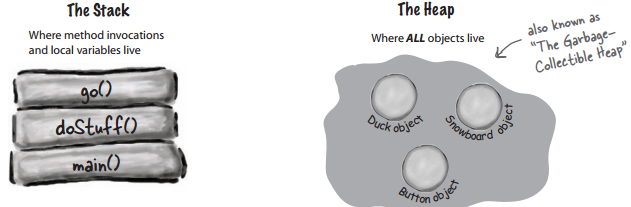 The Stack
Where method invocations
and local variables live
go()
doStuff()
main()
The Heap
Where ALL objects live
also known as
"The Garbage-
Collectible Heap"
Duck object
Snowboard object
Button object